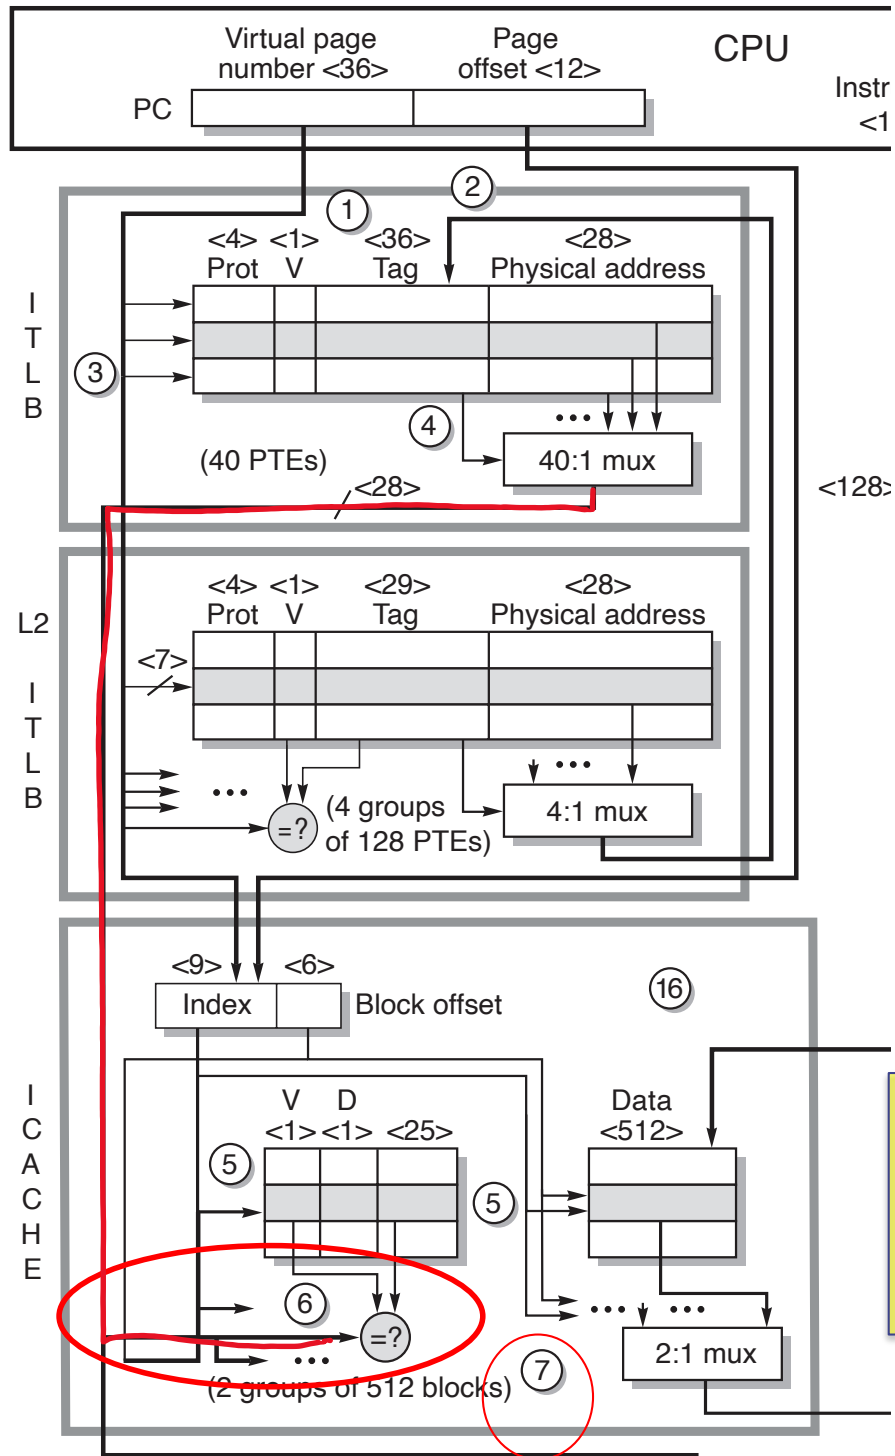 Virtual page
number <36>
Page
offset <12>
CPU
PC
Instr
<1
2
1
<4>
Prot
<1>
V
<36>
Tag
<28>
Physical address
I
T
L
B
3
4
•••
40:1 mux
(40 PTEs)
<28>
<128>
L2
I
T
L
B
<4>
Prot
<1>
V
<29>
Tag
<28>
Physical address
<7>
•••
•••
=?
(4 groups
of 128 PTEs)
4:1 mux
<9>
<6>
Index
Block offset
16
I
C
A
C
H
E
V
<1>
D
<1>
<25>
Data
<512>
5
5
6
=?
•••
•••
•••
(2 groups of 512 blocks)
7
2:1 mux